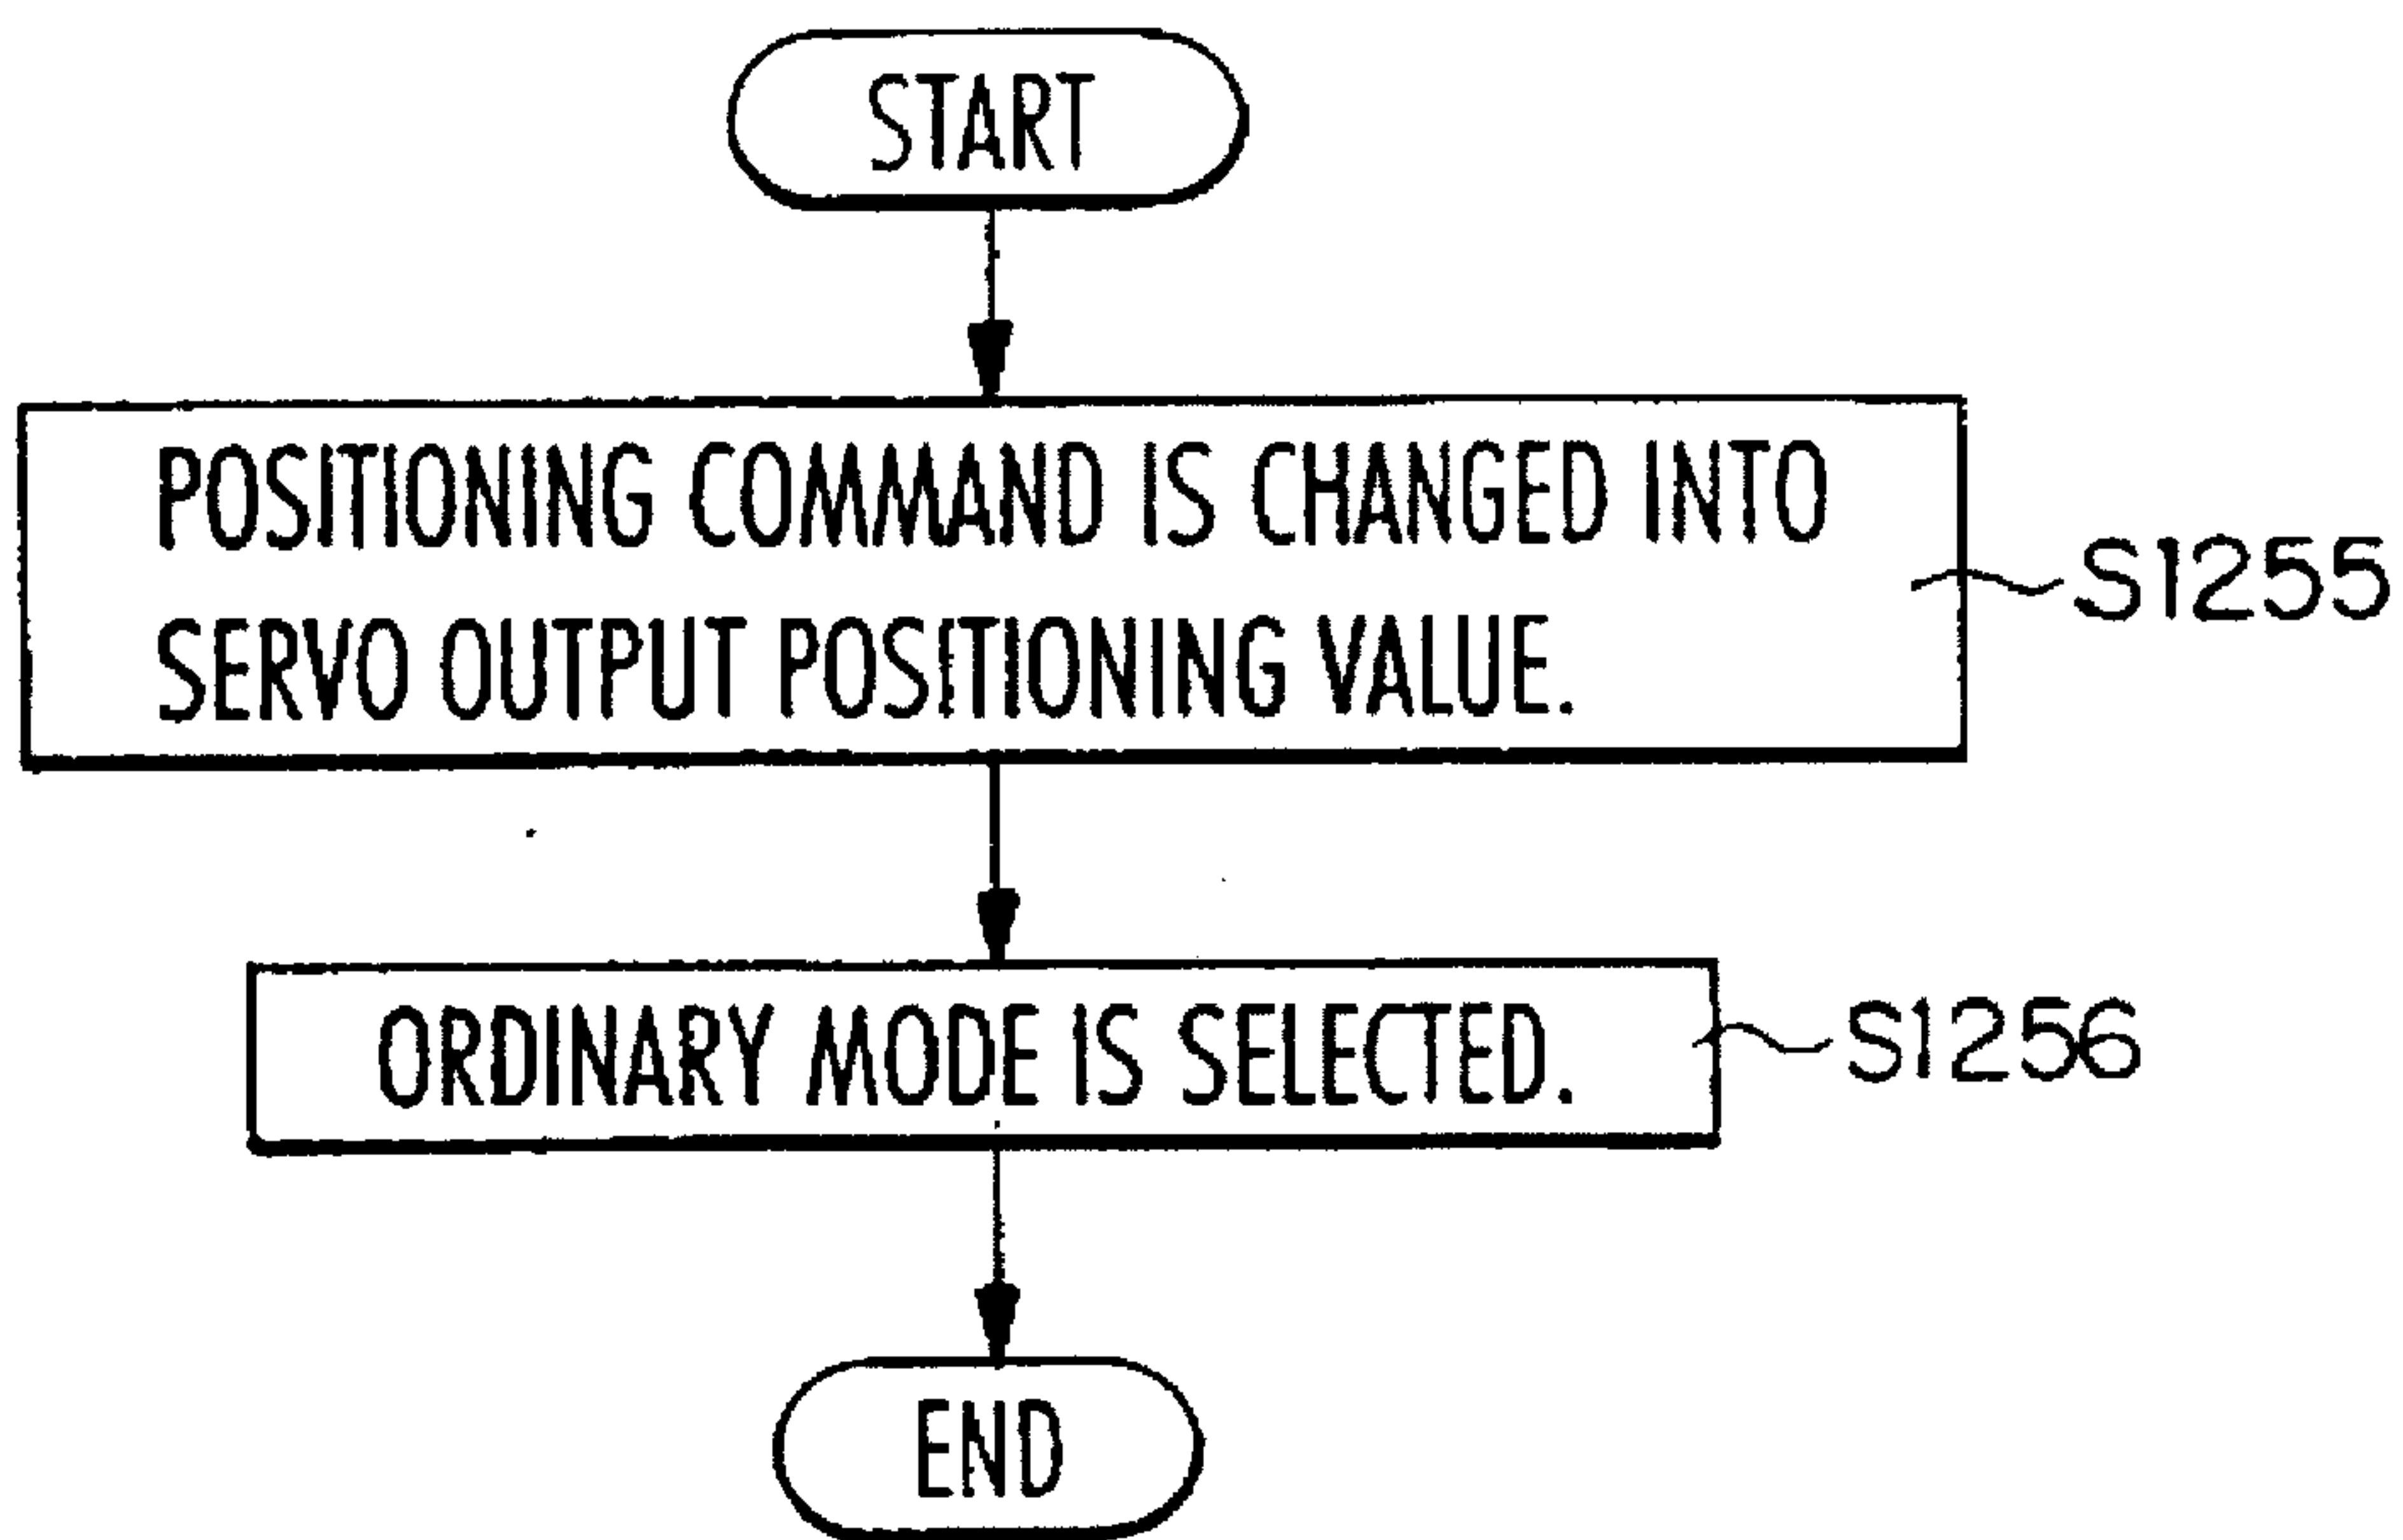 START
POSITIONING COMMAND IS CHANGED INTO
SERVO OUTPUT POSITIONING VALUE.
S1255
ORDINARY MODE IS SELECTED.
S1256
END